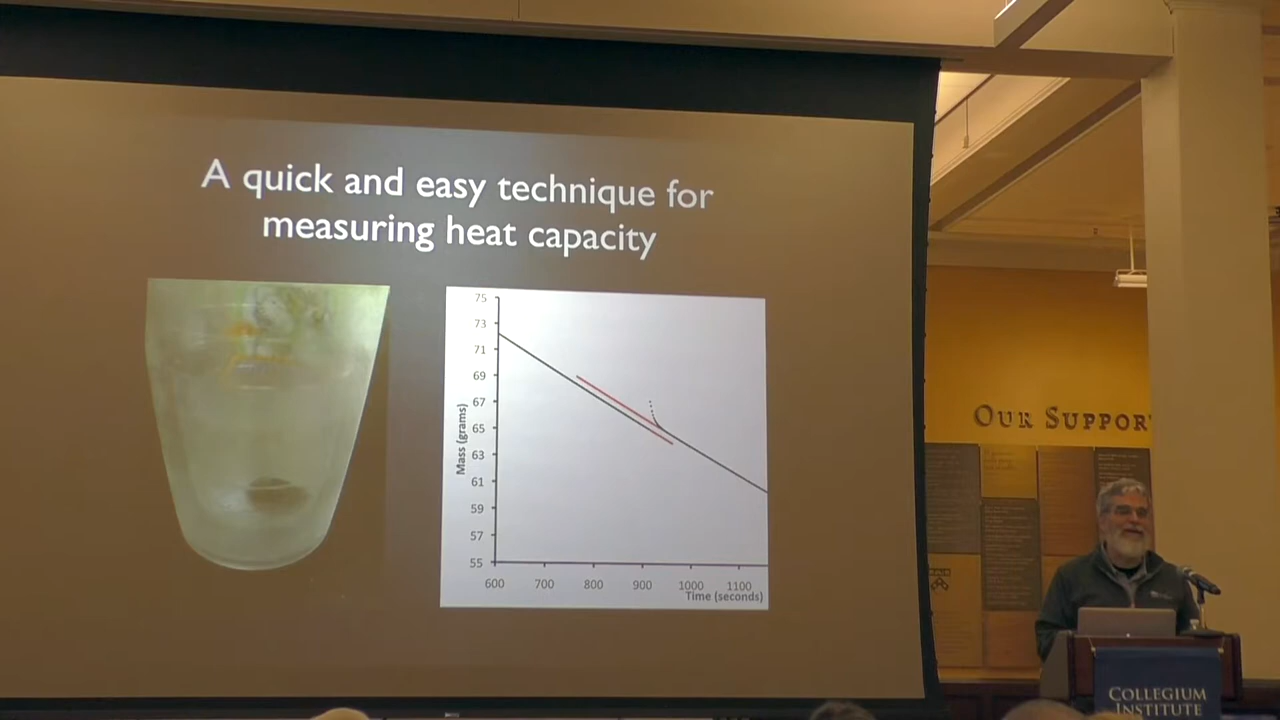 A quick and easy technique for
measuring heat capacity
75
73
71
69
67
65
63
61
59
57
55
Mass (grams)
600 700 800 900 1000 1100
Time (seconds)
OUR SUPPOR
COLLEGIUM
INSTITUTE